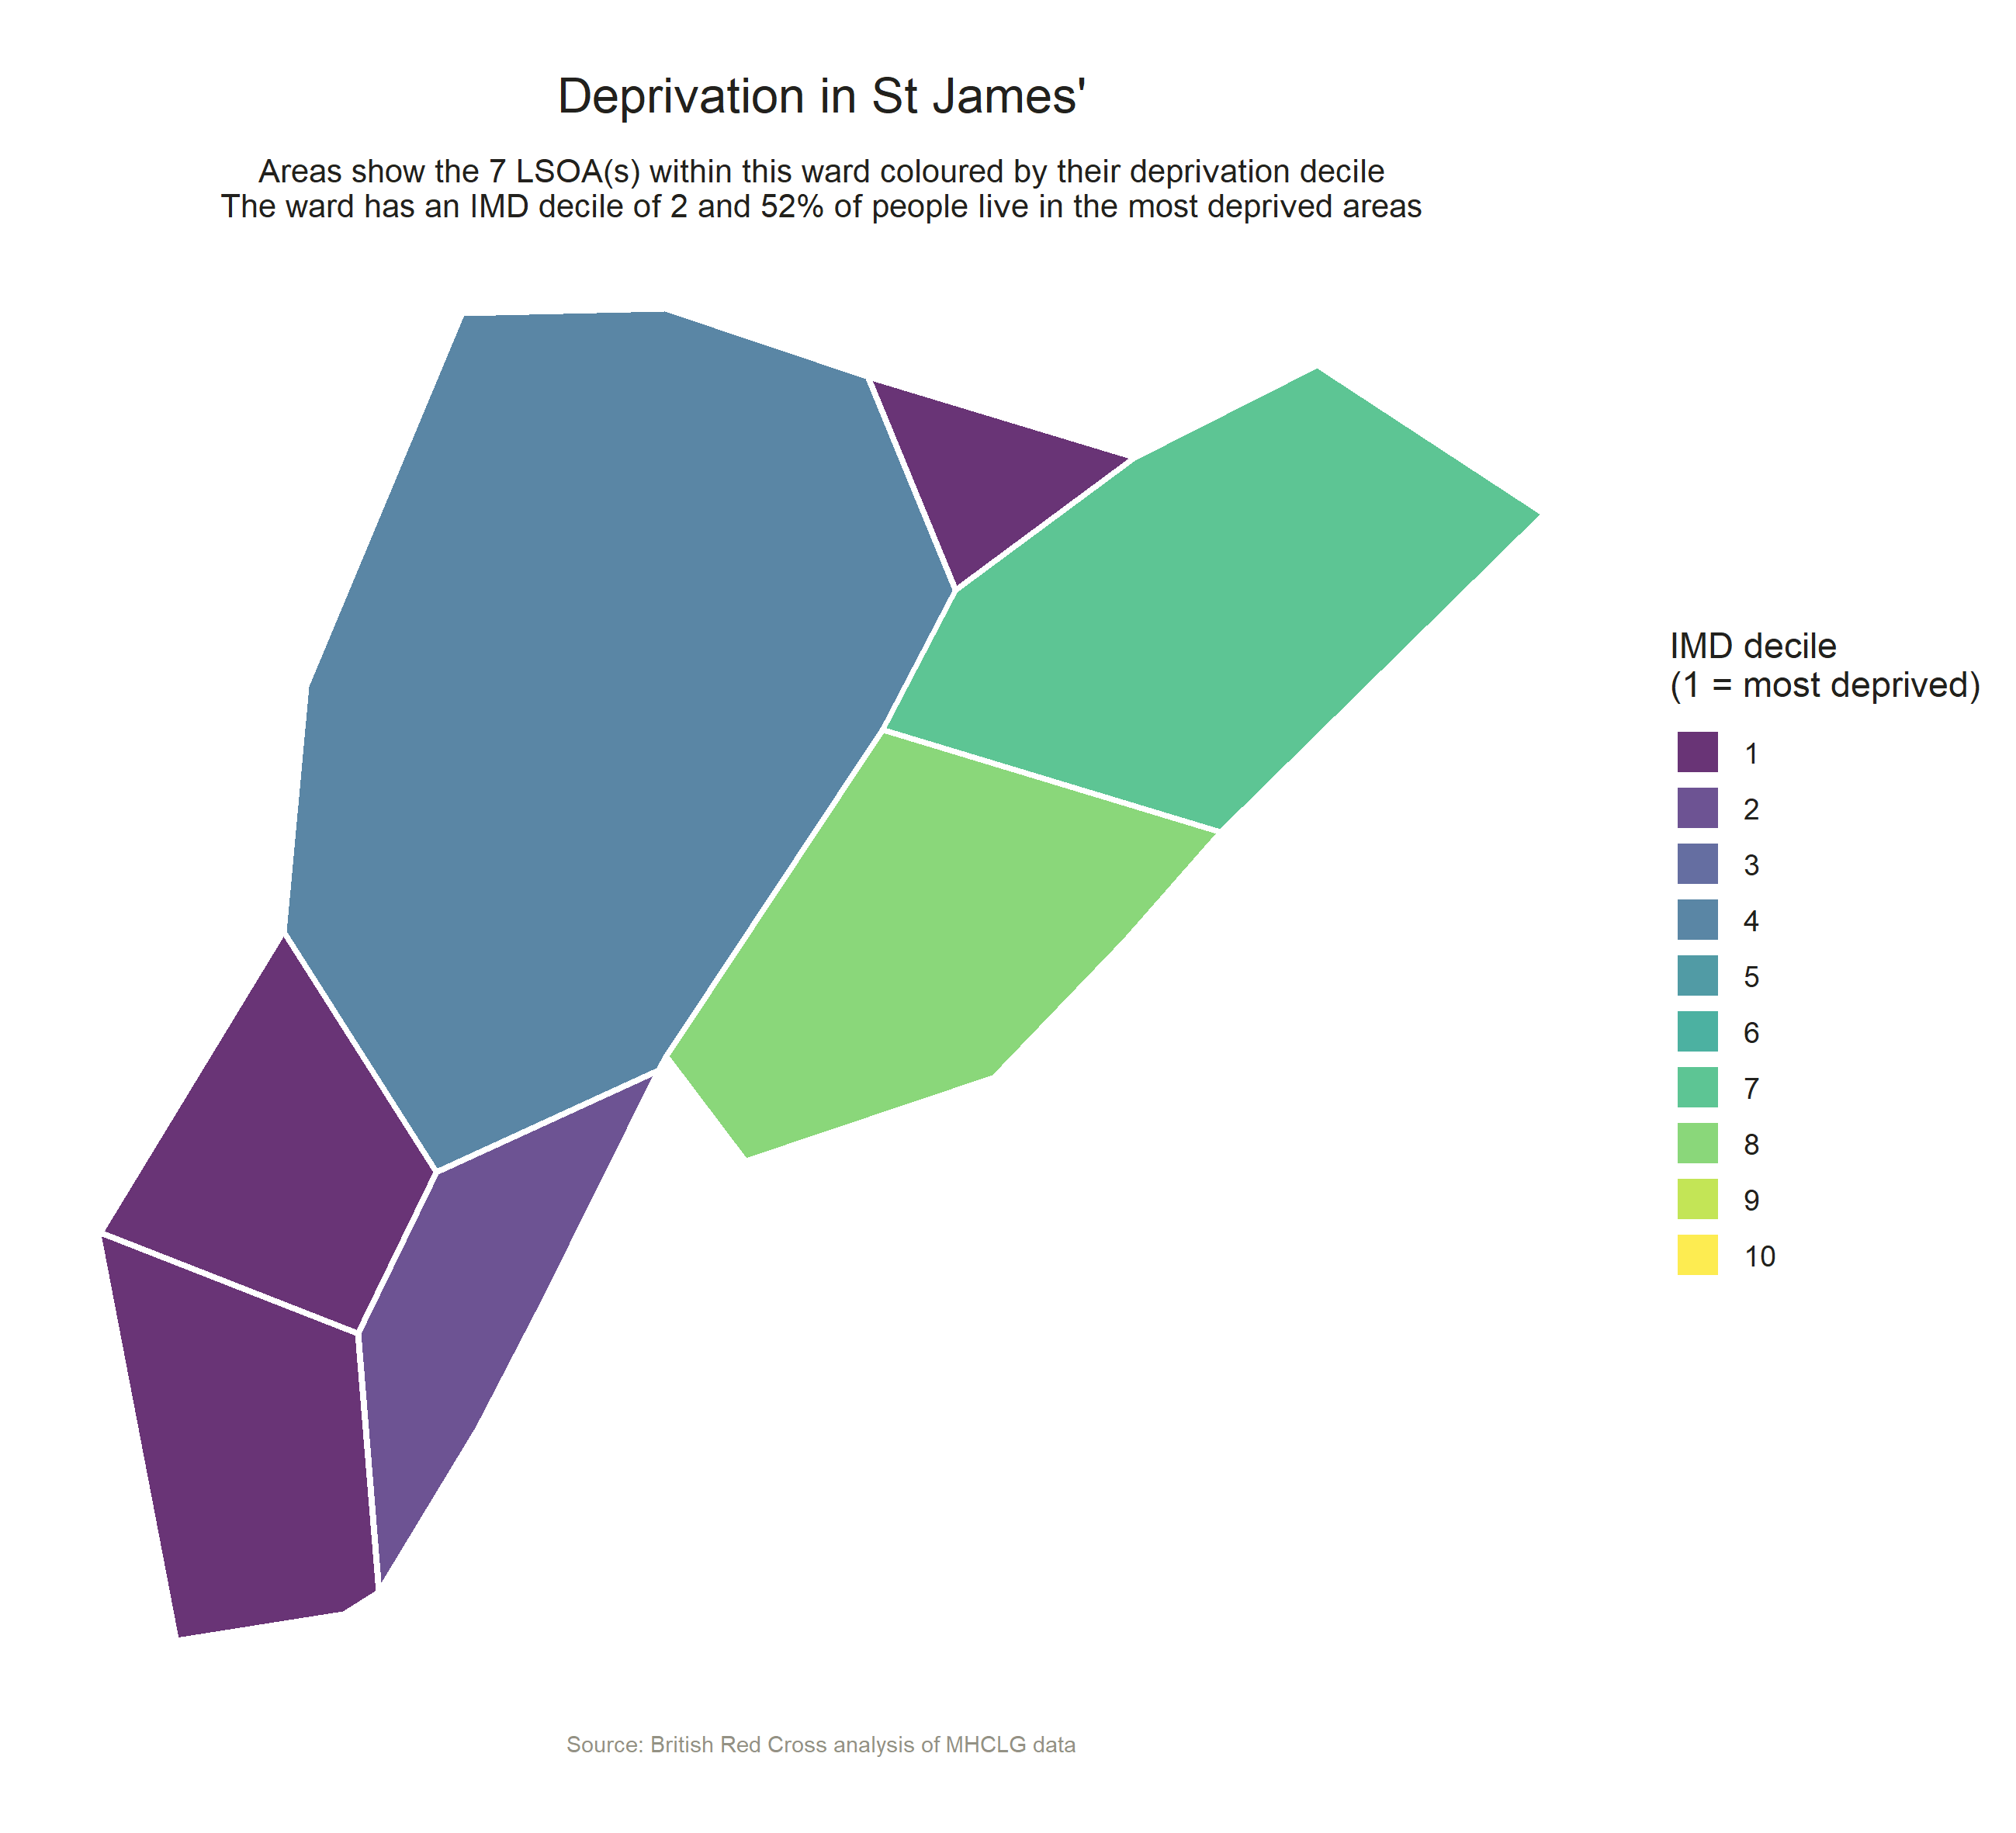 Deprivation in St James'
Areas show the 7 LSOA(s) within this ward coloured by their deprivation decile
The ward has an IMD decile of 2 and 52% of people live in the most deprived areas
IMD decile
(1 = most deprived)
1
2
3
4
5
6
7
8
9
10
Source: British Red Cross analysis of MHCLG data